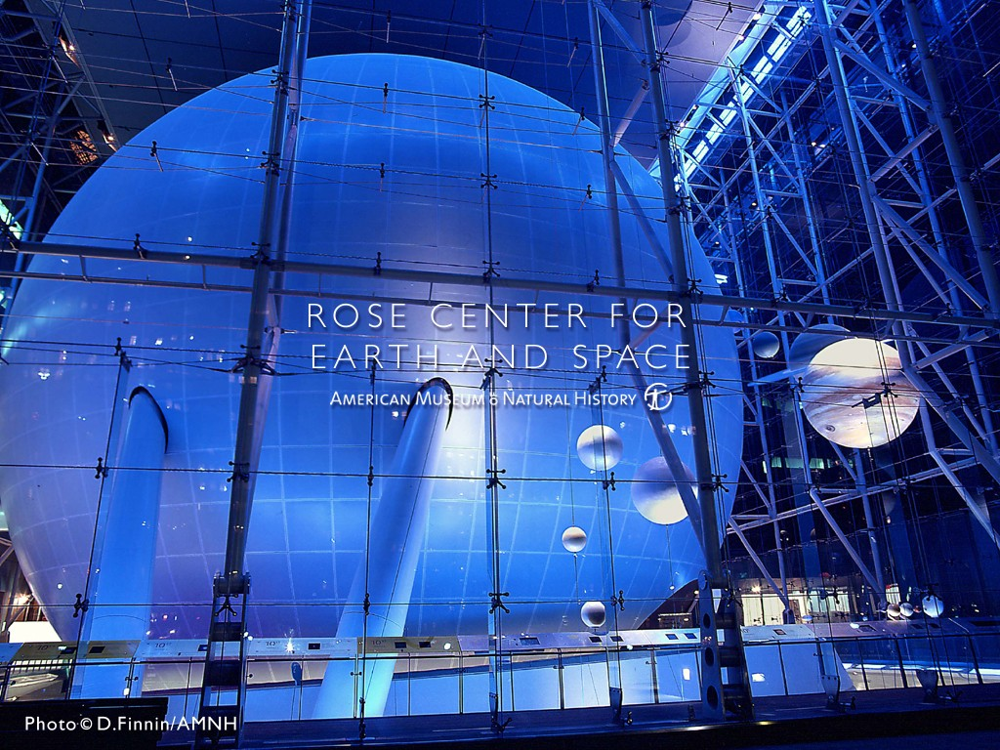 ROSE CENTER FOR
EARTH AND SPACE
AMERICAN MUSEUM & NATURAL HISTORY
Photo © D.Finnin/AMNH